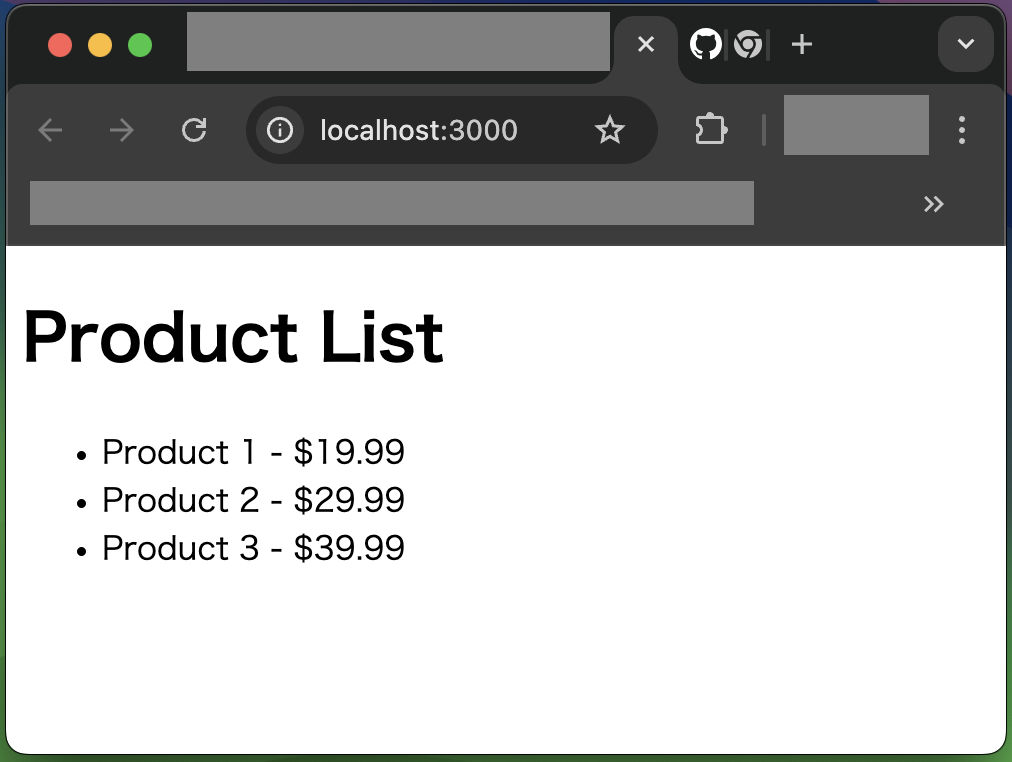 localhost:3000
Product List
Product 1 - $19.99
Product 2 - $29.99
Product 3 - $39.99